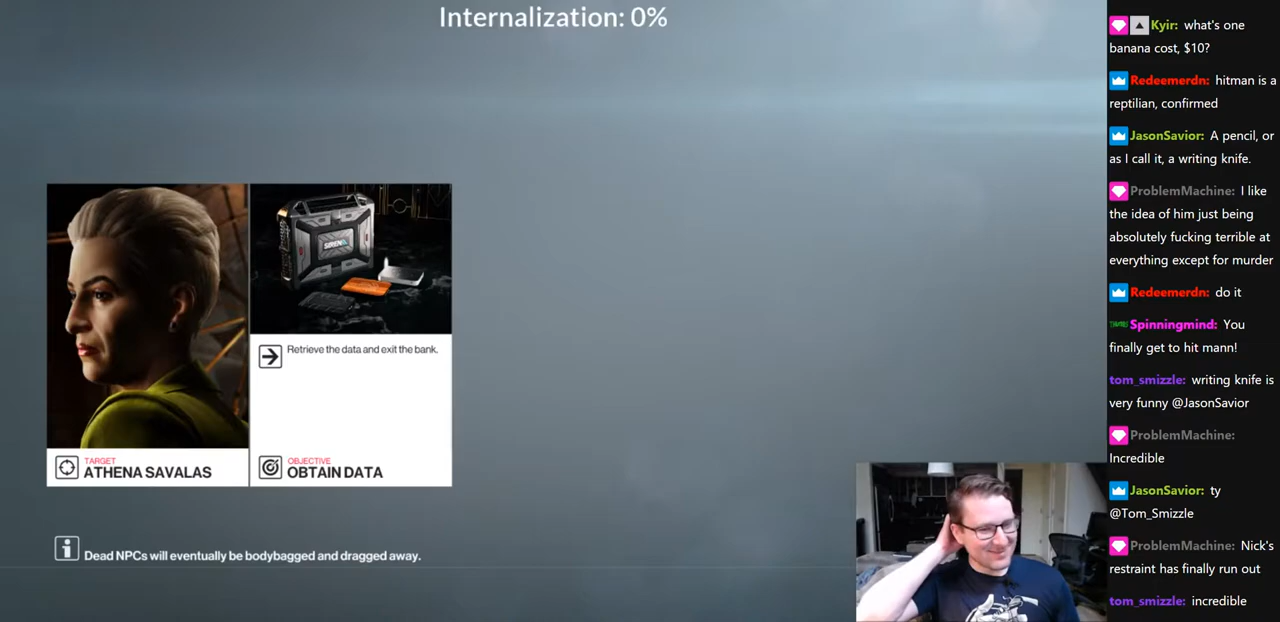 Internalization: 0%
SIREN
Retrieve the data and exit the bank.
TARGET
ATHENA SAVALAS
OBJECTIVE
OBTAIN DATA
Dead NPCs will eventually be bodybagged and dragged away.
Kyir: what's one
banana cost, $10?
Redeemerdn: hitman is a
reptilian, confirmed
JasonSavior: A pencil, or
as I call it, a writing knife.
ProblemMachine: I like
the idea of him just being
absolutely fucking terrible at
everything except for murder
Redeemerdn: do it
Spinningmind: You
finally get to hit mann!
tom_smizzle: writing knife is
very funny @JasonSavior
ProblemMachine:
Incredible
JasonSavior: ty
@Tom_Smizzle
ProblemMachine: Nick's
restraint has finally run out
tom_smizzle: incredible